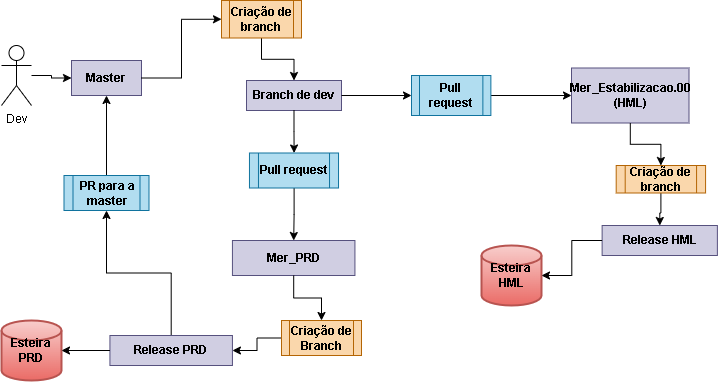 Criação de
branch
Dev
Master
Branch de dev
Pull
request
Mer_Estabilizacao.00
(HML)
Pull request
PR para a
master
Criação de
branch
Mer_PRD
Release HML
Esteira
HML
Esteira
PRD
Release PRD
Criação de
Branch